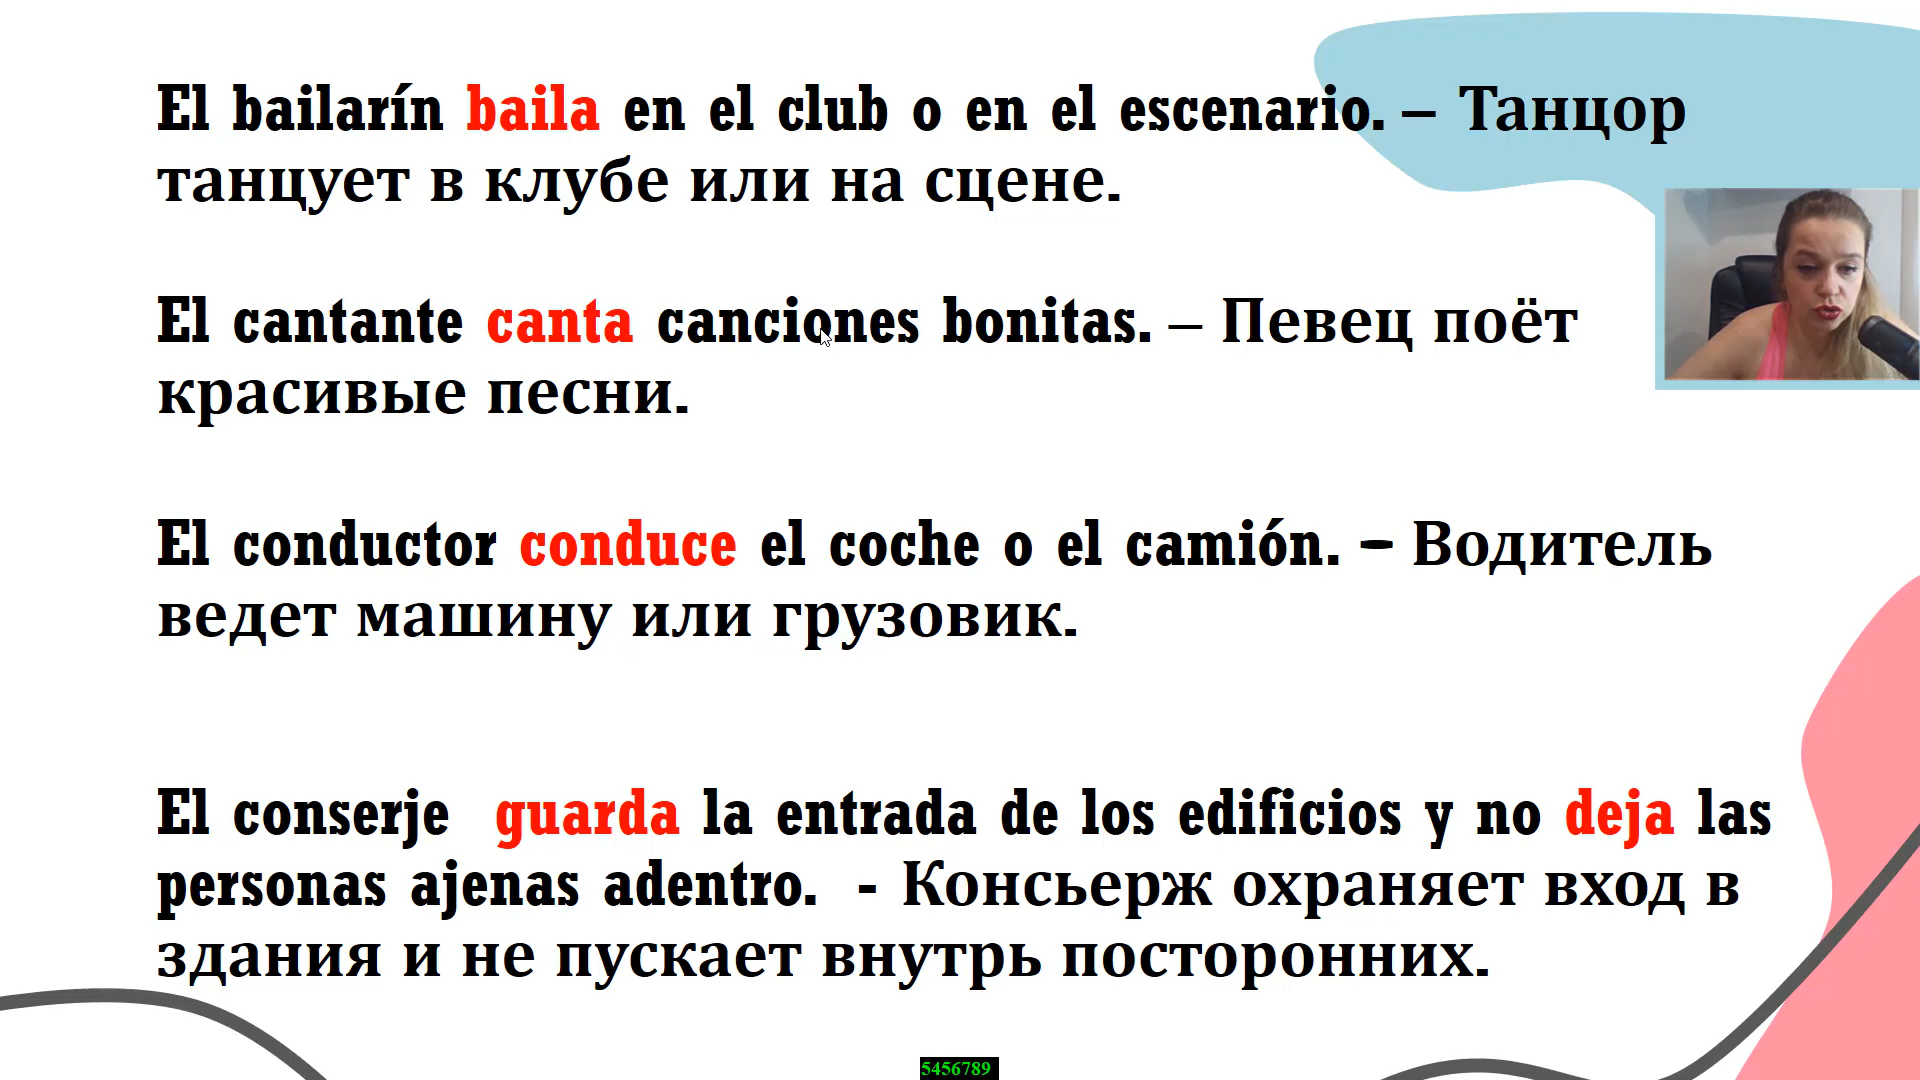 El bailarín baila en el club o en el escenario. – Танцор
танцует в клубе или на сцене.
El cantante canta canciones bonitas. – Певец поёт
красивые песни.
El conductor conduce el coche o el camión. – Водитель
ведет машину или грузовик.
El conserje guarda la entrada de los edificios y no deja las
personas ajenas adentro. - Консьерж охраняет вход в
здания и не пускает внутрь посторонних.
5456789